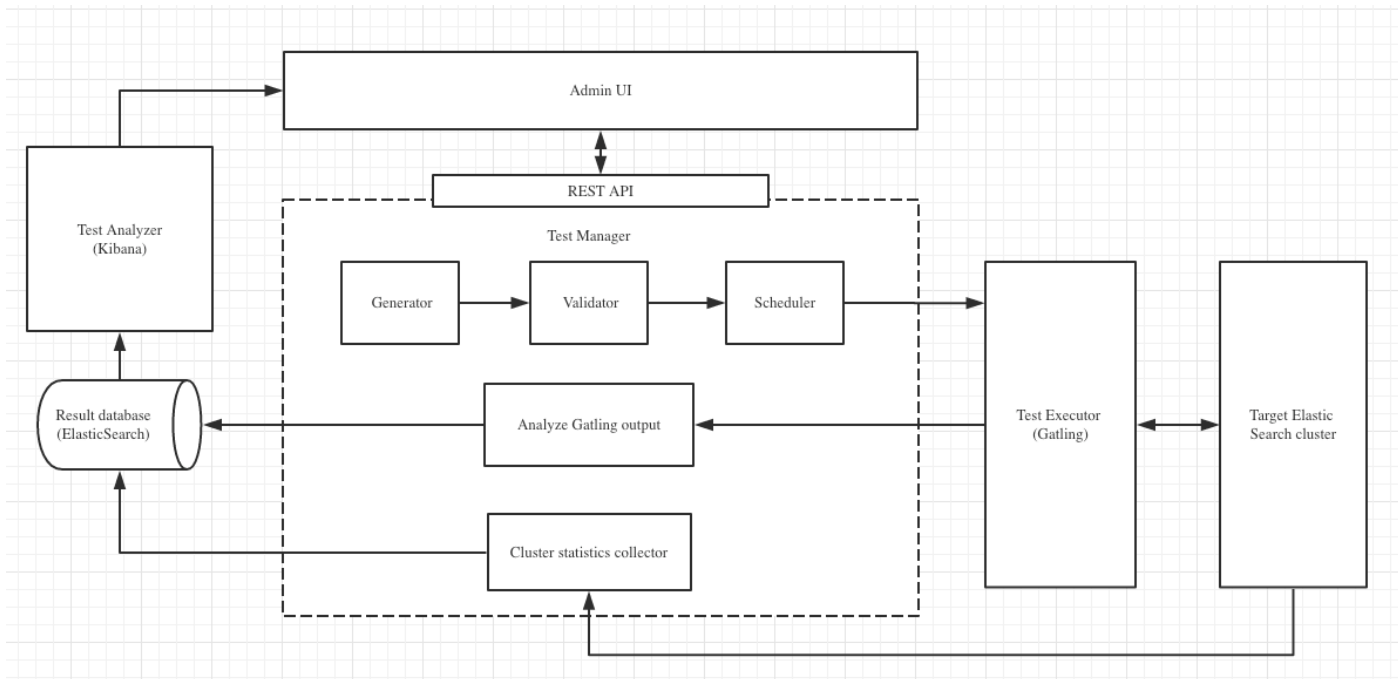 Admin UI
REST API
Test Manager
Test Analyzer
(Kibana)
Generator
Validator
Scheduler
Result database
(ElasticSearch)
Analyze Gatling output
Test Executor
(Gatling)
Target Elastic
Search cluster
Cluster statistics collector